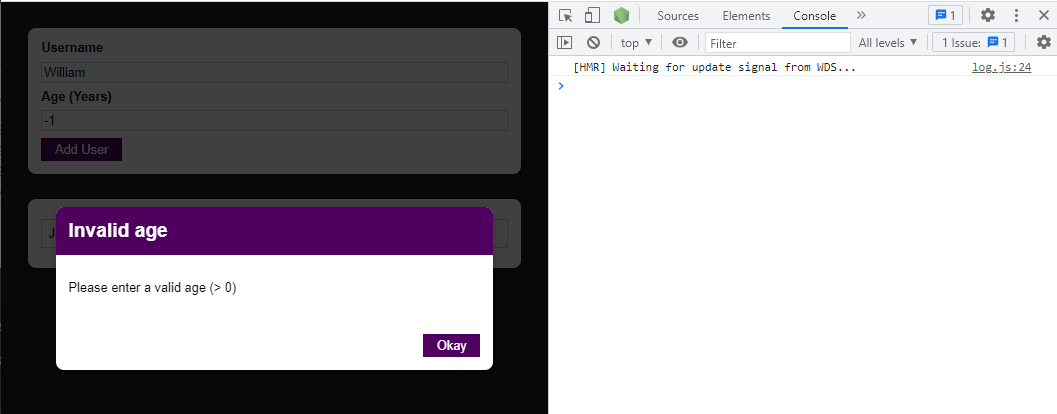 Username
William
Age (Years)
-1
Add User
J
Invalid age
Please enter a valid age (> 0)
Okay
Sources Elements Console 1
top Filter All levels 1 Issue: 1
[HMR] Waiting for update signal from WDS... log.js:24